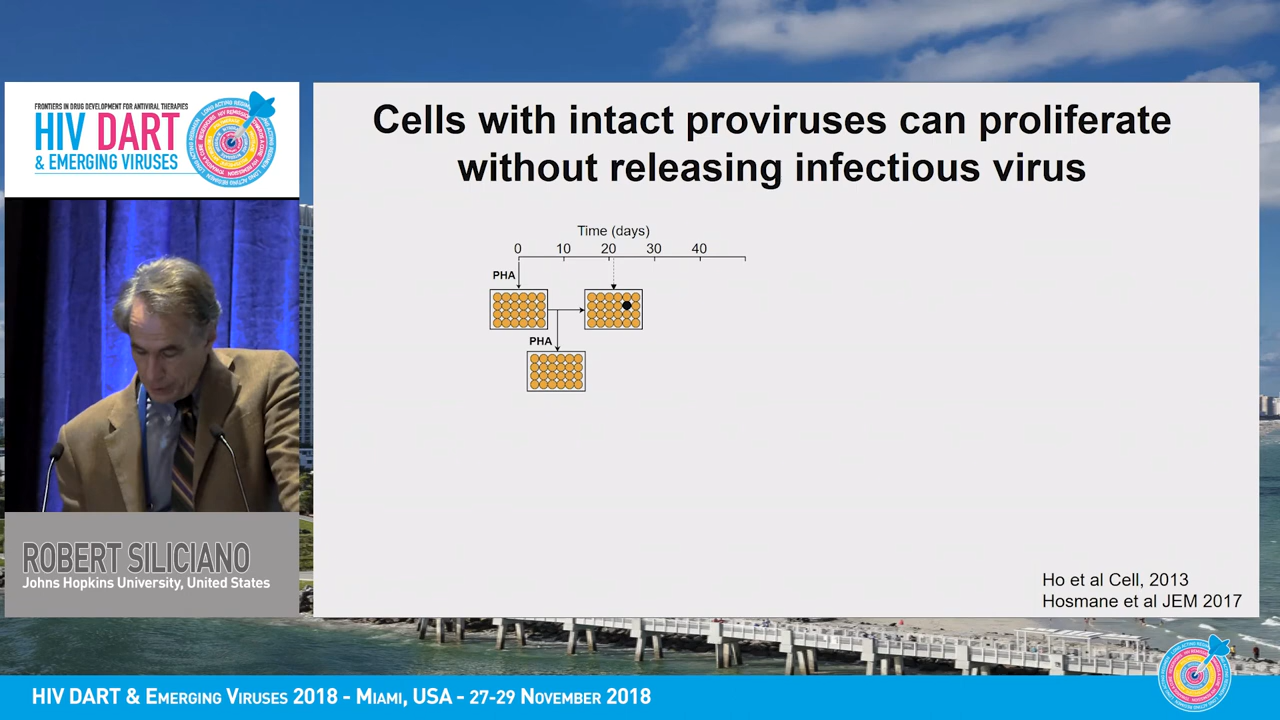 FRONTIERS IN DRUG DEVELOPMENT FOR ANTIVIRAL THERAPIES
HIV DART
& EMERGING VIRUSES
ROBERT SILICIANO
Johns Hopkins University, United States
Cells with intact proviruses can proliferate
without releasing infectious virus
Time (days)
0 10 20 30 40
PHA
PHA
Ho et al Cell, 2013
Hosmane et al JEM 2017
HIV DART & EMERGING VIRUSES 2018 - MIAMI, USA - 27-29 NOVEMBER 2018